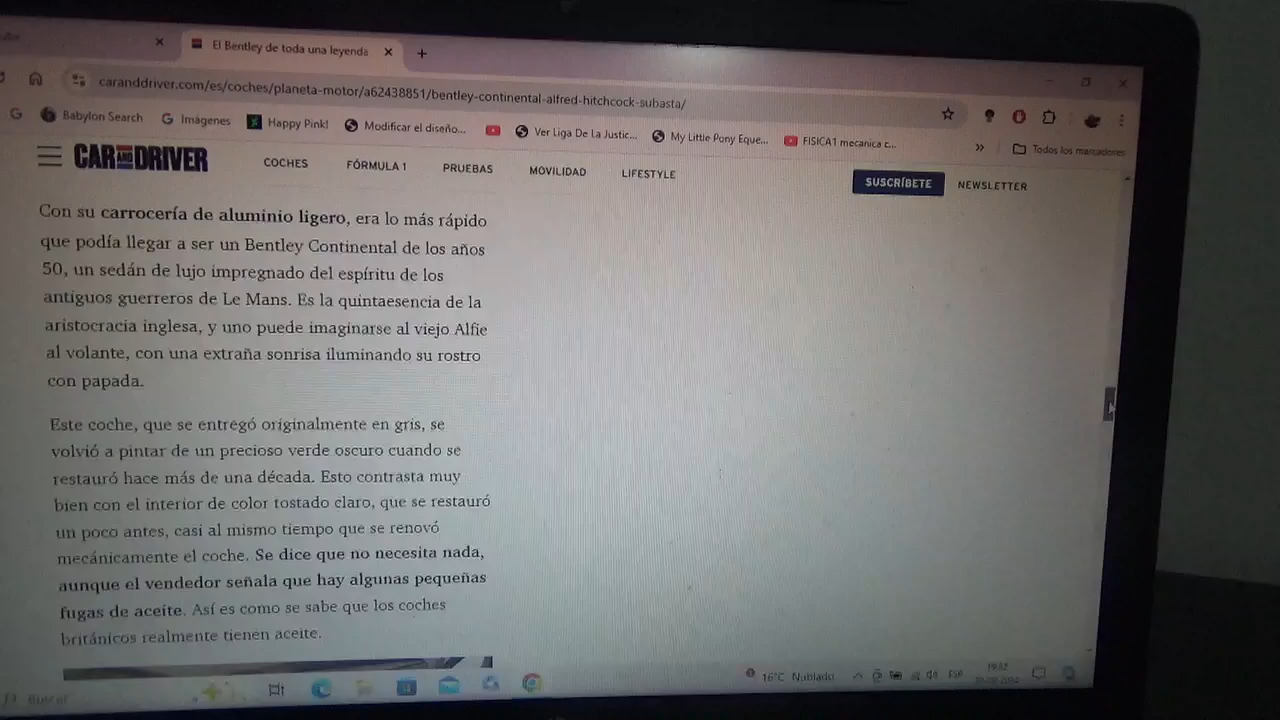 El Bentley de toda una leyenda
caranddriver.com/es/coches/planeta-motor/a62438851/bentley-continental-alfred-hitchcock-subasta/
Babylon Search
Imágenes
Happy Pink!
Modificar el diseño...
Ver Liga De La Justic...
My Little Pony Eque...
FISICA1 mecanica c...
»
Todos los marcadores
CAR AND DRIVER
COCHES
FÓRMULA 1
PRUEBAS
MOVILIDAD
LIFESTYLE
SUSCRÍBETE
NEWSLETTER
Con su carrocería de aluminio ligero, era lo más rápido
que podía llegar a ser un Bentley Continental de los años
50, un sedán de lujo impregnado del espíritu de los
antiguos guerreros de Le Mans. Es la quintaesencia de la
aristocracia inglesa, y uno puede imaginarse al viejo Alfie
al volante, con una extraña sonrisa iluminando su rostro
con papada.
Este coche, que se entregó originalmente en gris, se
volvió a pintar de un precioso verde oscuro cuando se
restauró hace más de una década. Esto contrasta muy
bien con el interior de color tostado claro, que se restauró
un poco antes, casi al mismo tiempo que se renovó
mecánicamente el coche. Se dice que no necesita nada,
aunque el vendedor señala que hay algunas pequeñas
fugas de aceite. Así es como se sabe que los coches
británicos realmente tienen aceite.
Buscar
16°C Nublado
ESP